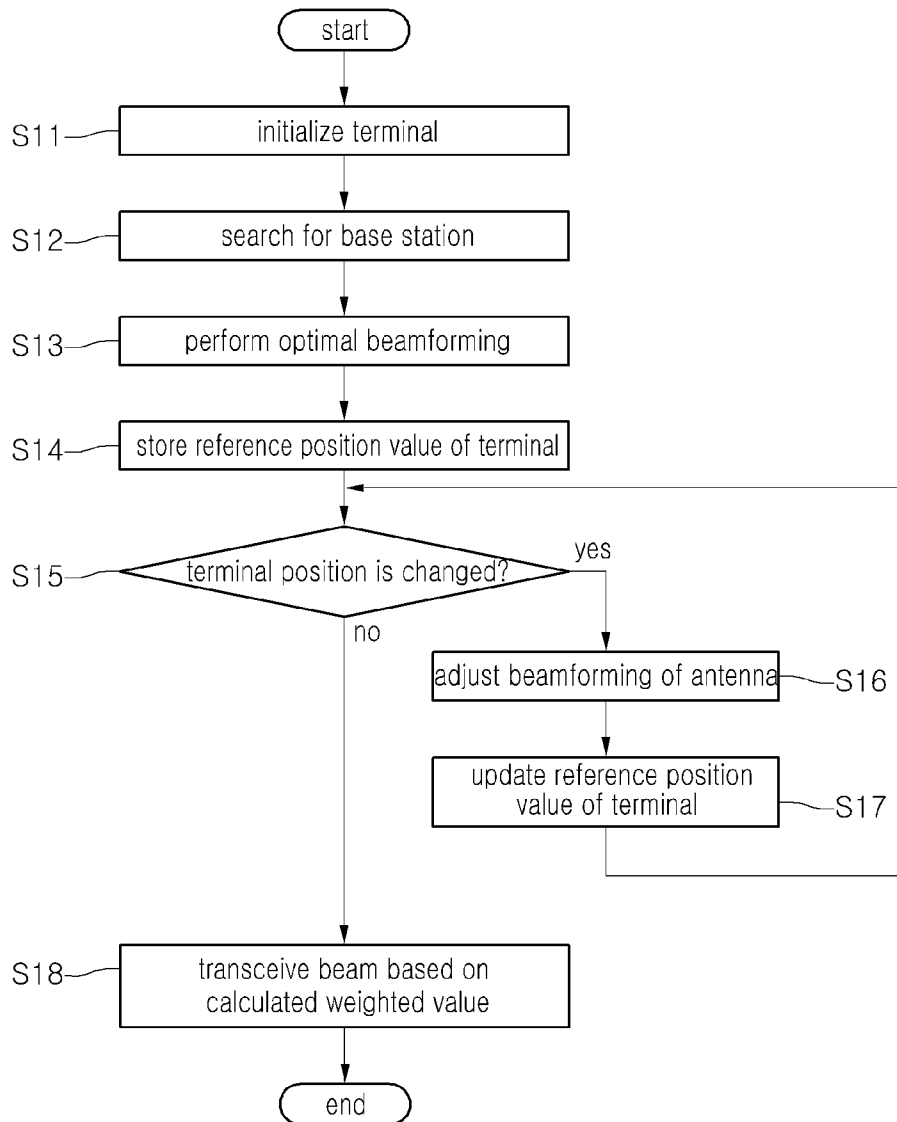 start
S11
initialize terminal
S12
search for base station
S13
perform optimal beamforming
S14
store reference position value of terminal
S15
terminal position is changed?
yes
no
adjust beamforming of antenna
S16
update reference position
value of terminal
S17
S18
transceive beam based on
calculated weighted value
end